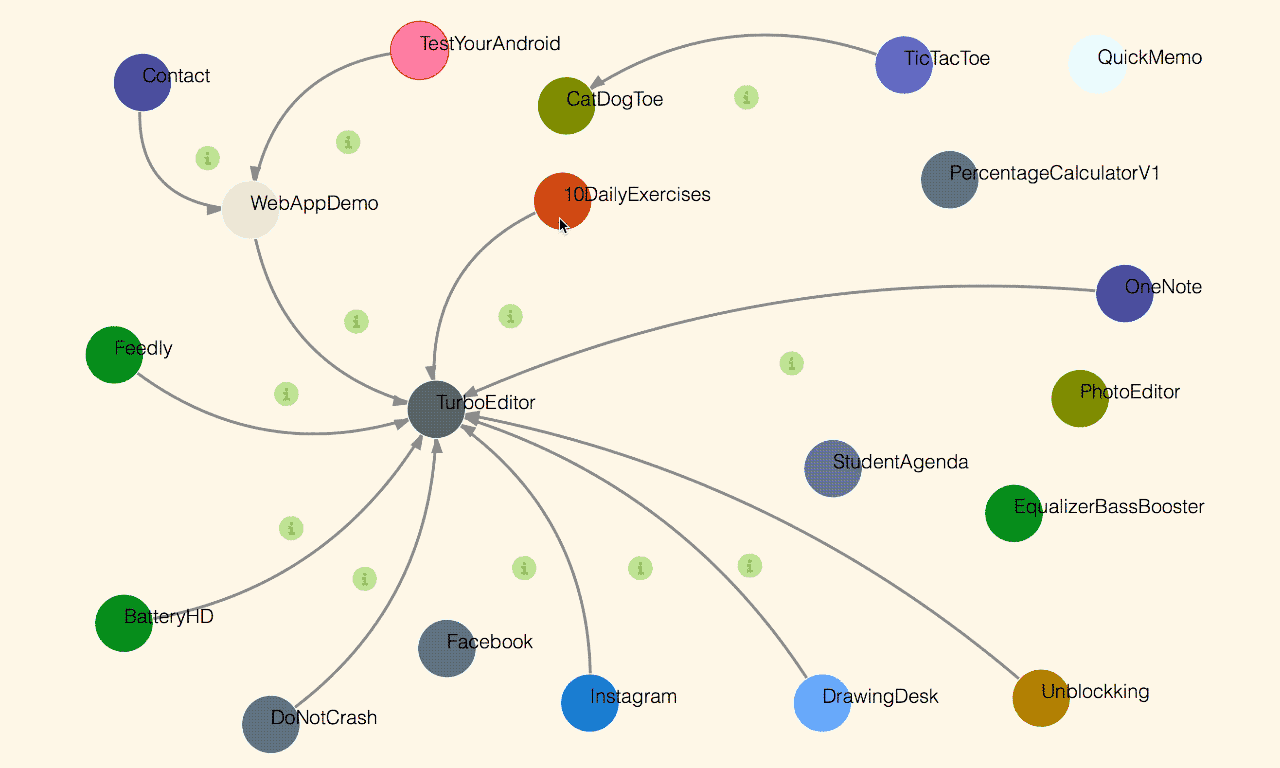 TestYourAndroid
TicTacToe
QuickMemo
Contact
CatDogToe
PercentageCalculatorV1
10DailyExercises
WebAppDemo
OneNote
Feedly
PhotoEditor
TurboEditor
StudentAgenda
EqualizerBassBooster
BatteryHD
Facebook
Unblockking
Instagram
DrawingDesk
DoNotCrash
i
i
i
i
i
i
i
i
i
i
i
i